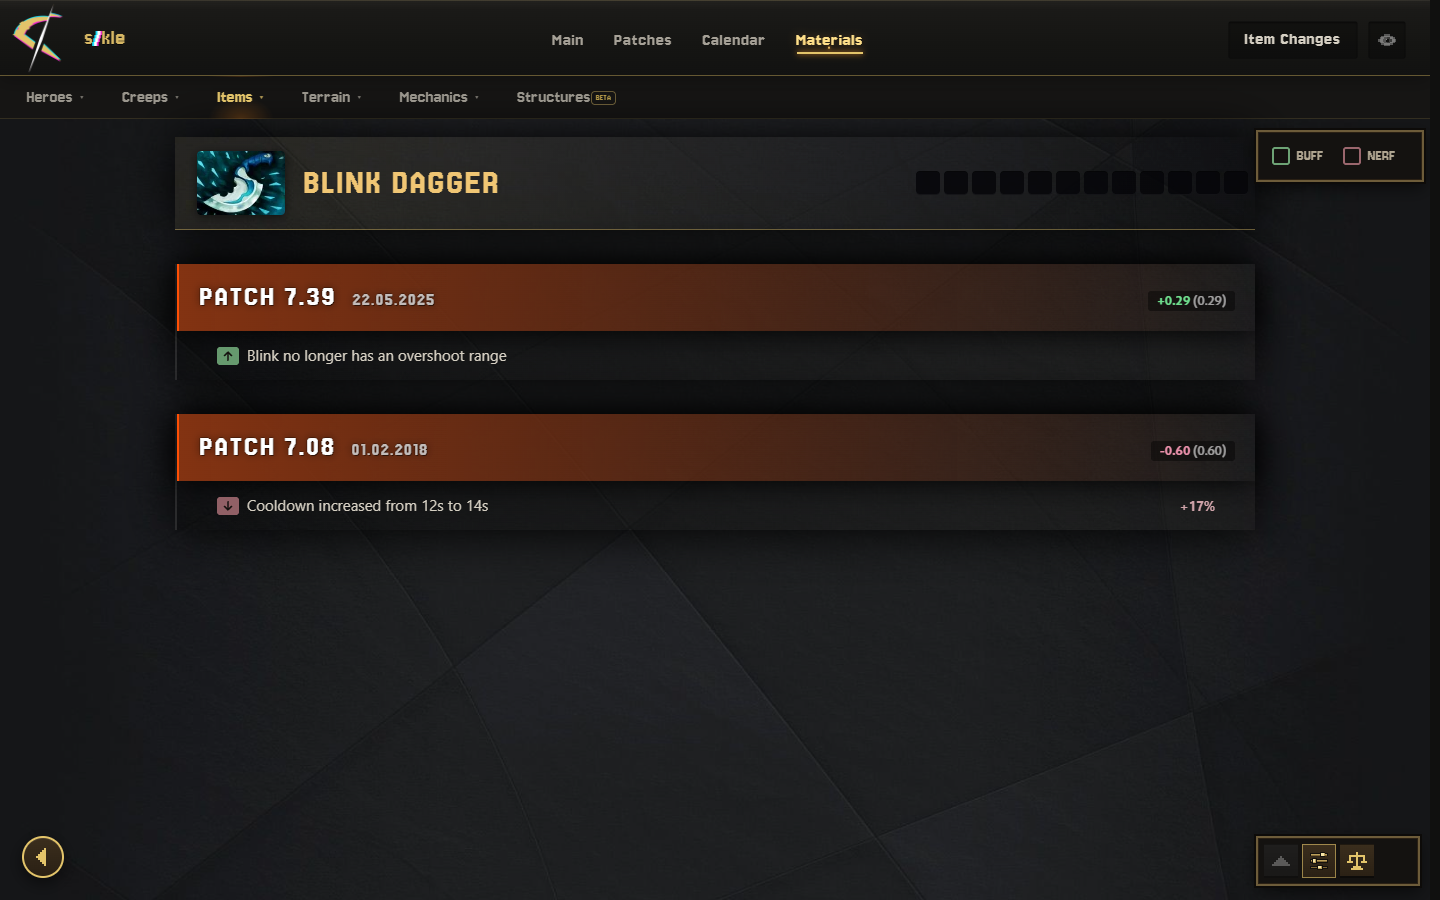 sikle
Main Patches Calendar Materials
Item Changes
Heroes Creeps Items Terrain Mechanics Structures BETA
BLINK DAGGER
BUFF NERF
PATCH 7.39 22.05.2025 +0.29 (0.29)
Blink no longer has an overshoot range
PATCH 7.08 01.02.2018 -0.60 (0.60)
Cooldown increased from 12s to 14s +17%